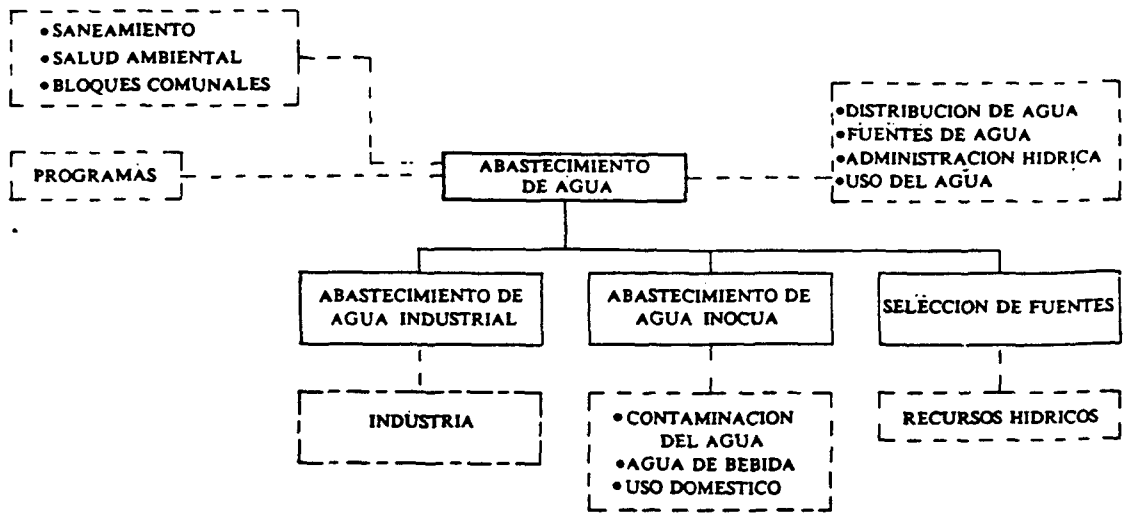 •SANEAMIENTO
•SALUD AMBIENTAL
•BLOQUES COMUNALES
PROGRAMAS
ABASTECIMIENTO
DE AGUA
•DISTRIBUCION DE AGUA
•FUENTES DE AGUA
•ADMINISTRACION HIDRICA
•USO DEL AGUA
ABASTECIMIENTO DE
AGUA INDUSTRIAL
ABASTECIMIENTO DE
AGUA INOCUA
SELECCION DE FUENTES
INDUSTRIA
•CONTAMINACION
DEL AGUA
•AGUA DE BEBIDA
•USO DOMESTICO
RECURSOS HIDRICOS